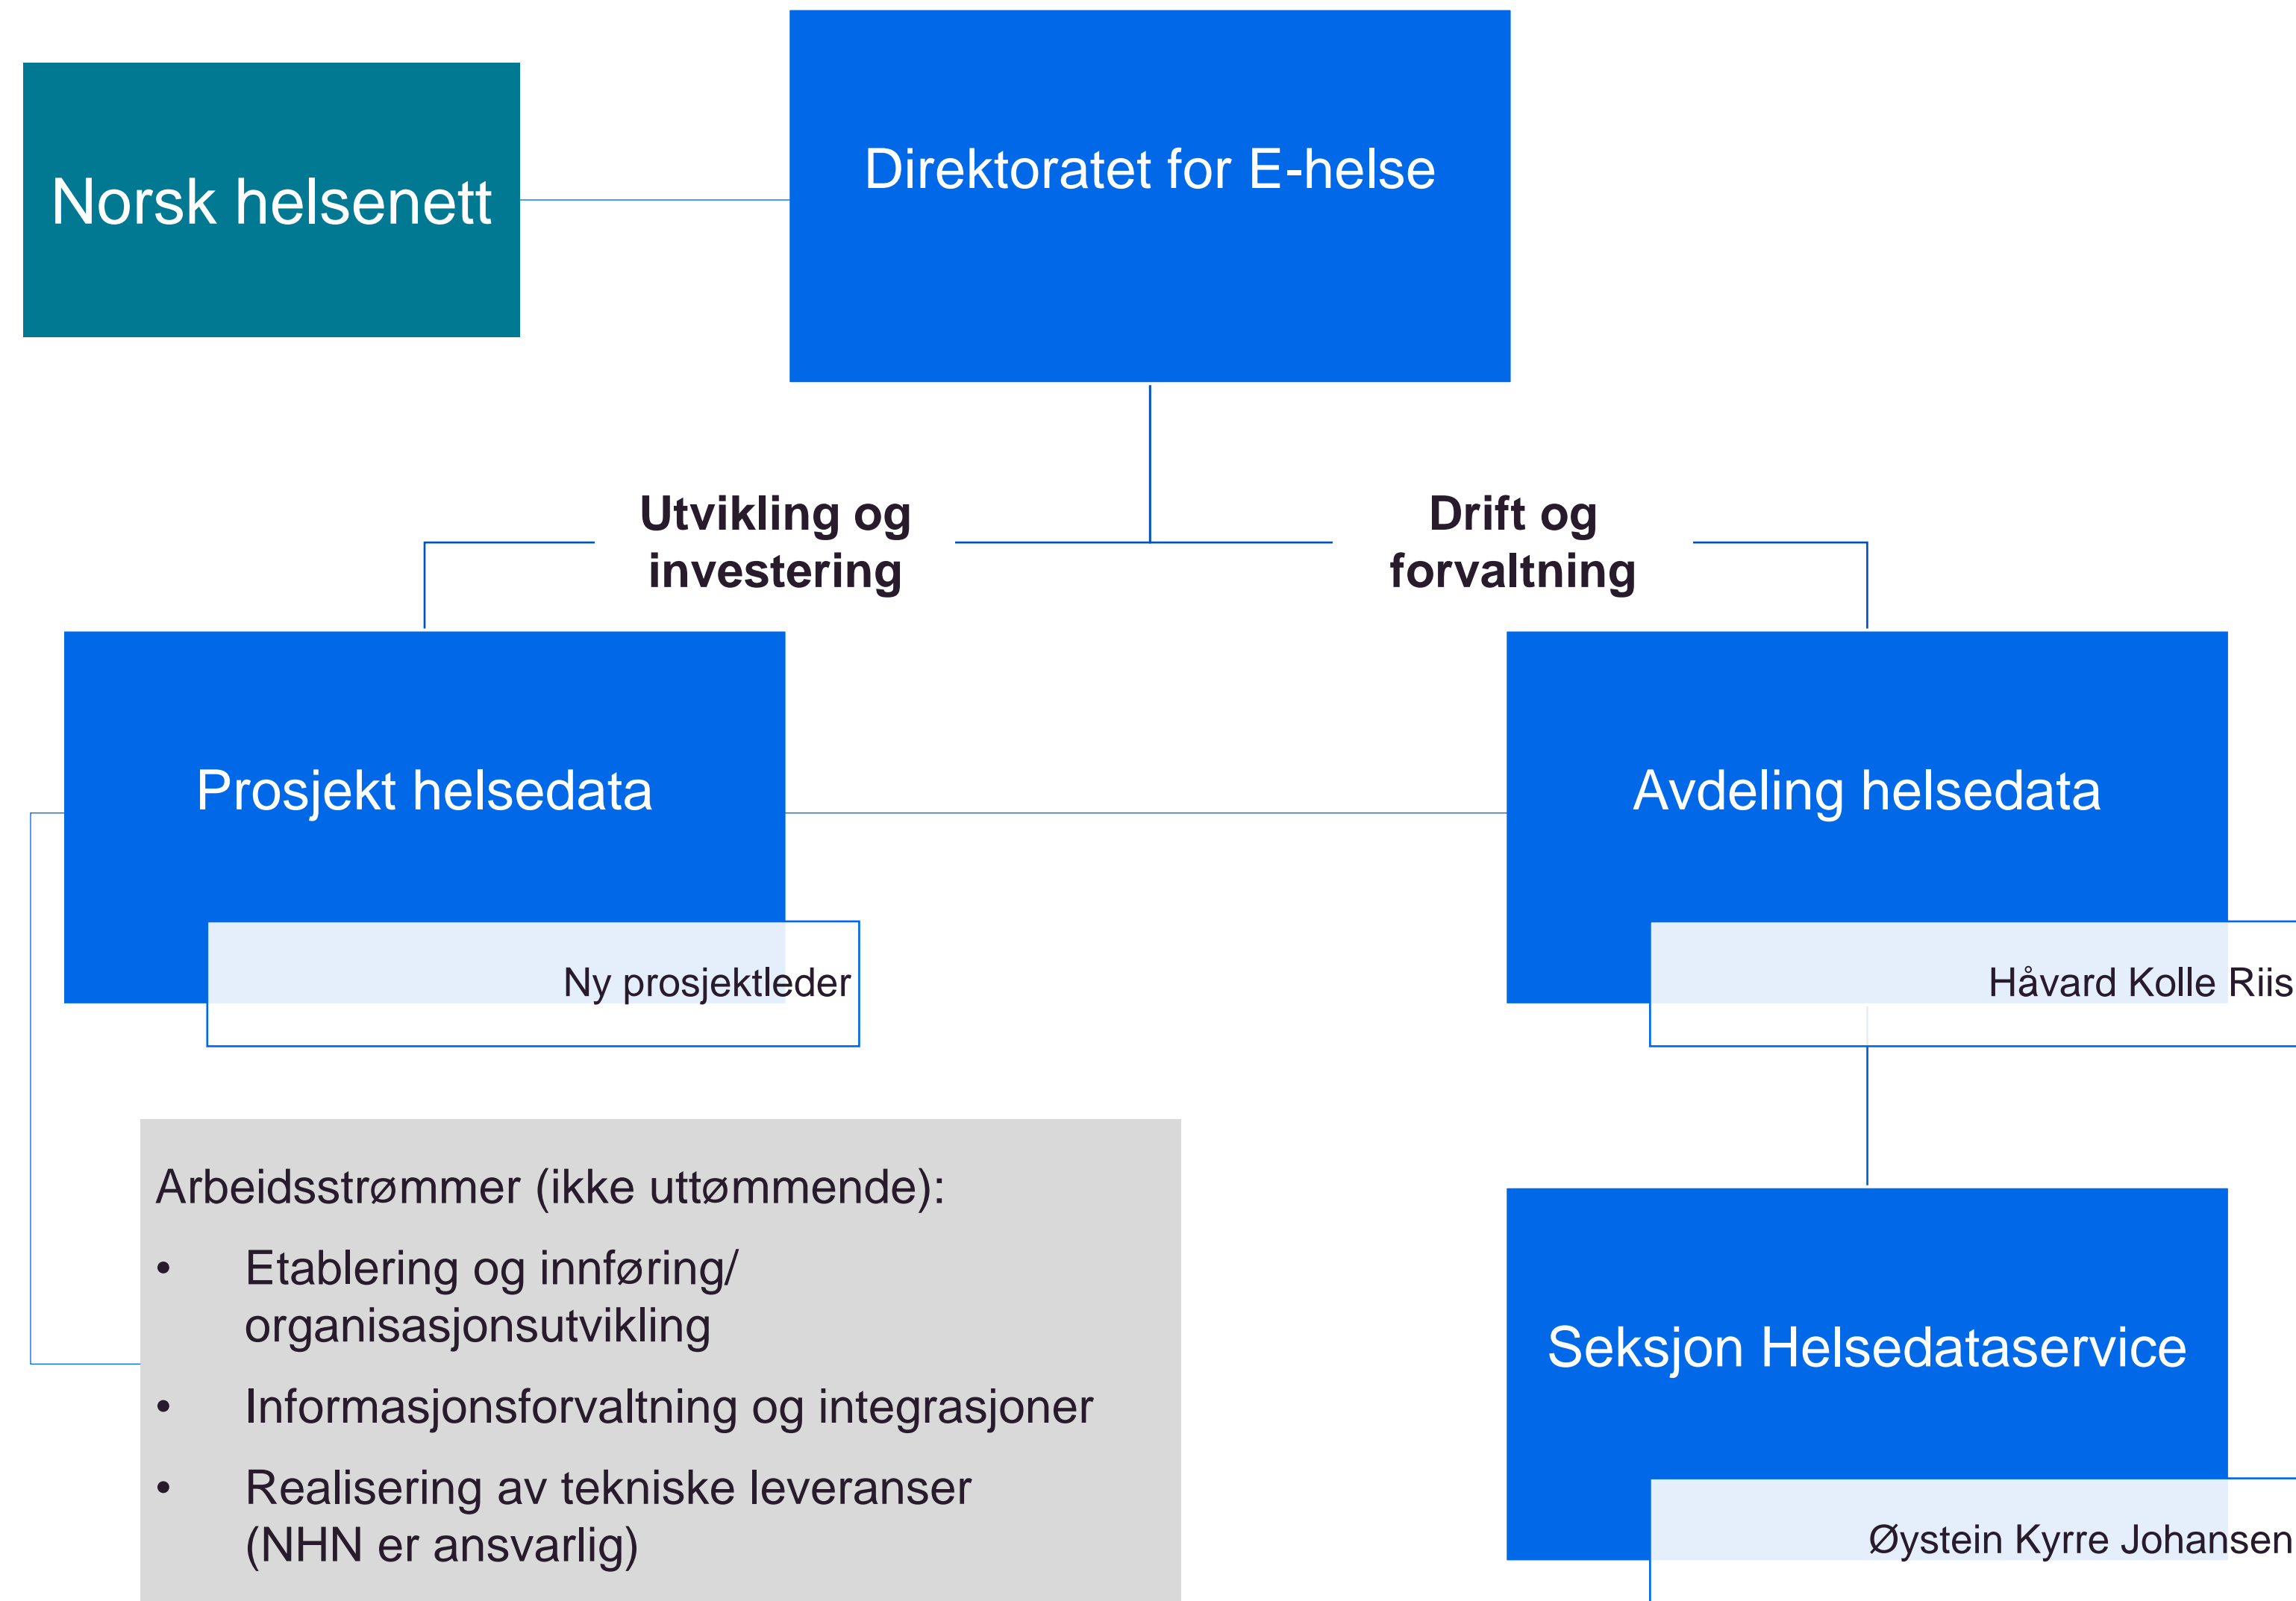 Direktoratet for E-helse
Norsk helsenett
Utvikling og
investering
Drift og
forvaltning
Prosjekt helsedata
Ny prosjektleder
Avdeling helsedata
Håvard Kolle Riis
Arbeidsstrømmer (ikke uttømmende):
• Etablering og innføring/
organisasjonsutvikling
• Informasjonsforvaltning og integrasjoner
• Realisering av tekniske leveranser
(NHN er ansvarlig)
Seksjon Helsedataservice
Øystein Kyrre Johansen